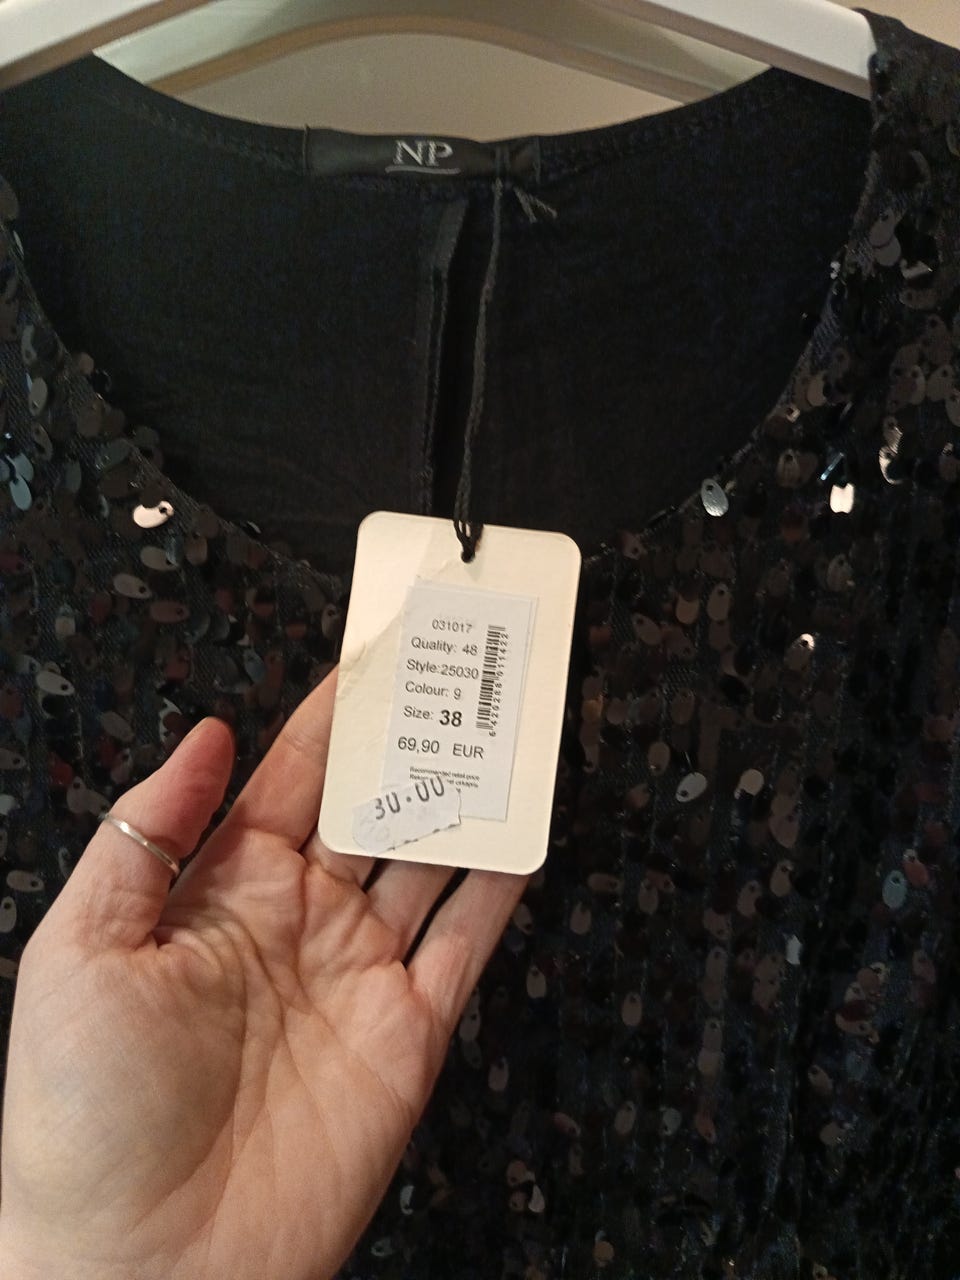 NP
031017
Quality: 48
Style:25030
Colour: 9
Size: 38
69,90 EUR
Recommended retail price
30.00